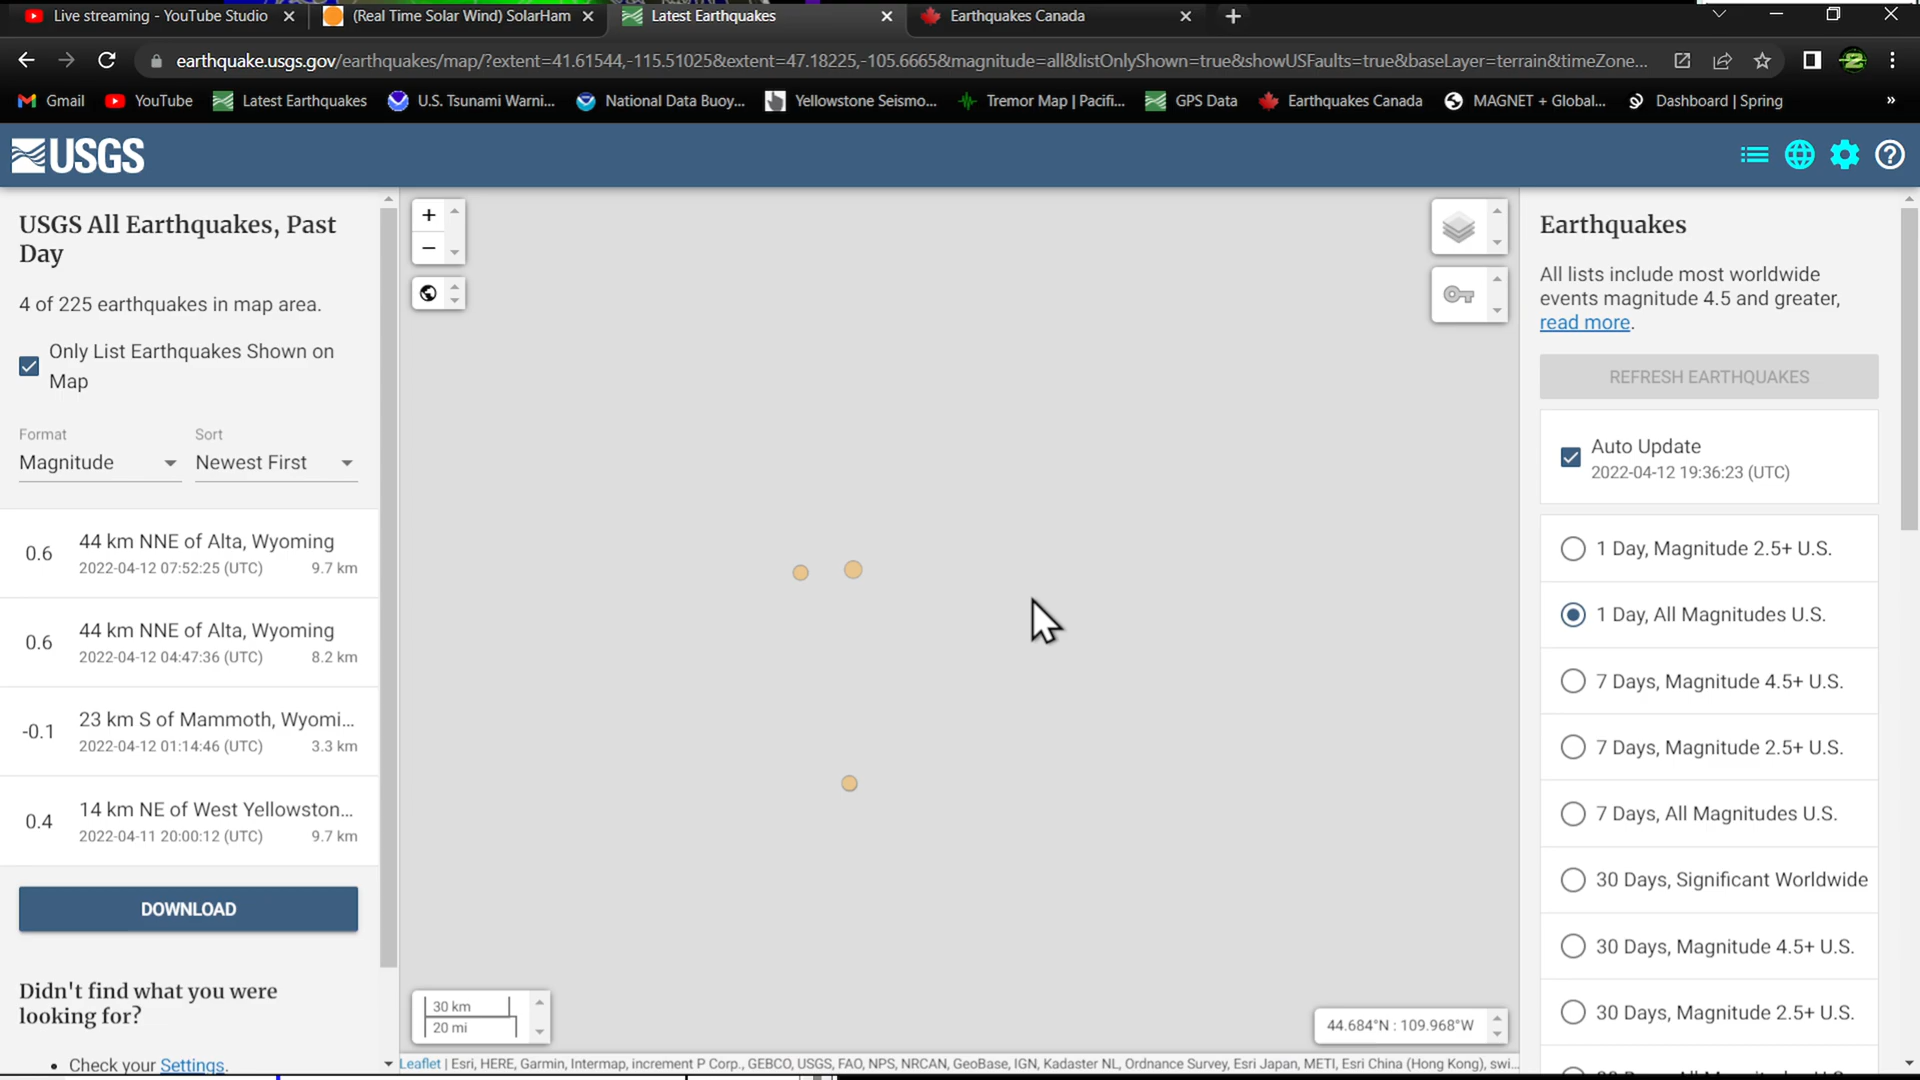 Live streaming - YouTube Studio
(Real Time Solar Wind) SolarHam
Latest Earthquakes
Earthquakes Canada
earthquake.usgs.gov/earthquakes/map/?extent=41.61544,-115.51025&extent=47.18225,-105.6665&magnitude=all&listOnlyShown=true&showUSFaults=true&baseLayer=terrain&timeZone...
Gmail
YouTube
Latest Earthquakes
U.S. Tsunami Warni...
National Data Buoy...
Yellowstone Seismo...
Tremor Map | Pacifi...
GPS Data
Earthquakes Canada
MAGNET + Global...
Dashboard | Spring
»
USGS
USGS All Earthquakes, Past
Day
4 of 225 earthquakes in map area.
Only List Earthquakes Shown on
Map
Format
Sort
Magnitude
Newest First
0.6
44 km NNE of Alta, Wyoming
2022-04-12 07:52:25 (UTC) 9.7 km
0.6
44 km NNE of Alta, Wyoming
2022-04-12 04:47:36 (UTC) 8.2 km
-0.1
23 km S of Mammoth, Wyomi...
2022-04-12 01:14:46 (UTC) 3.3 km
0.4
14 km NE of West Yellowston...
2022-04-11 20:00:12 (UTC) 9.7 km
DOWNLOAD
Didn't find what you were
looking for?
• Check your Settings.
+
−
30 km
20 mi
44.684°N : 109.968°W
Leaflet | Esri, HERE, Garmin, Intermap, increment P Corp., GEBCO, USGS, FAO, NPS, NRCAN, GeoBase, IGN, Kadaster NL, Ordnance Survey, Esri Japan, METI, Esri China (Hong Kong), swi...
Earthquakes
All lists include most worldwide
events magnitude 4.5 and greater,
read more.
REFRESH EARTHQUAKES
Auto Update
2022-04-12 19:36:23 (UTC)
1 Day, Magnitude 2.5+ U.S.
1 Day, All Magnitudes U.S.
7 Days, Magnitude 4.5+ U.S.
7 Days, Magnitude 2.5+ U.S.
7 Days, All Magnitudes U.S.
30 Days, Significant Worldwide
30 Days, Magnitude 4.5+ U.S.
30 Days, Magnitude 2.5+ U.S.